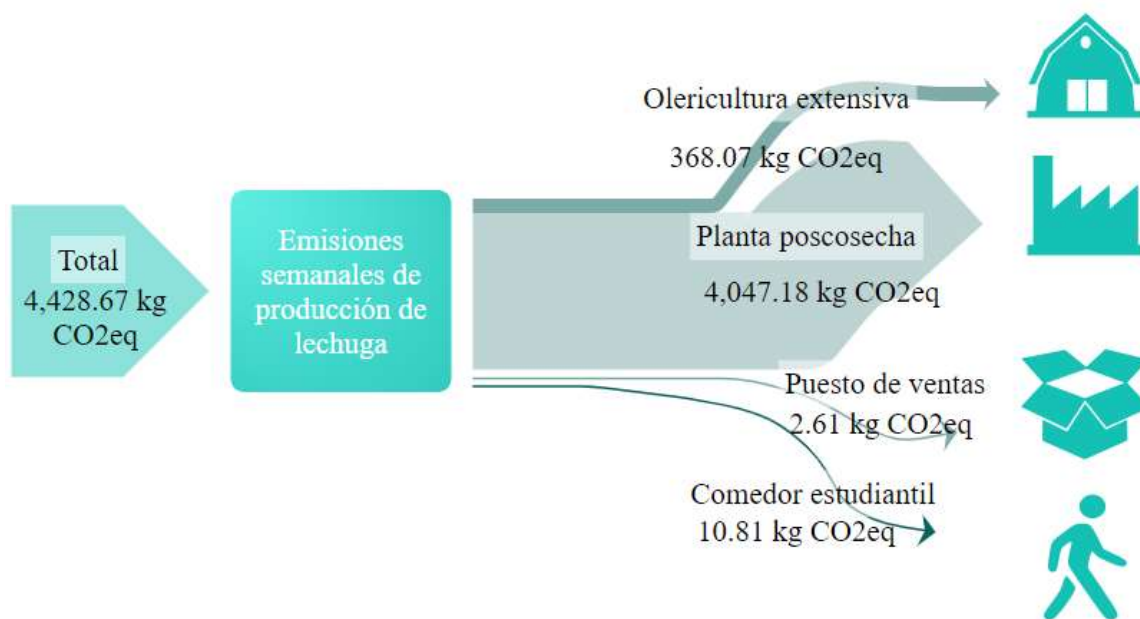 Total
4,428.67 kg
CO2eq
Emisiones
semanales de
producción de
lechuga
Olericultura extensiva
368.07 kg CO2eq
Planta poscosecha
4,047.18 kg CO2eq
Puesto de ventas
2.61 kg CO2eq
Comedor estudiantil
10.81 kg CO2eq